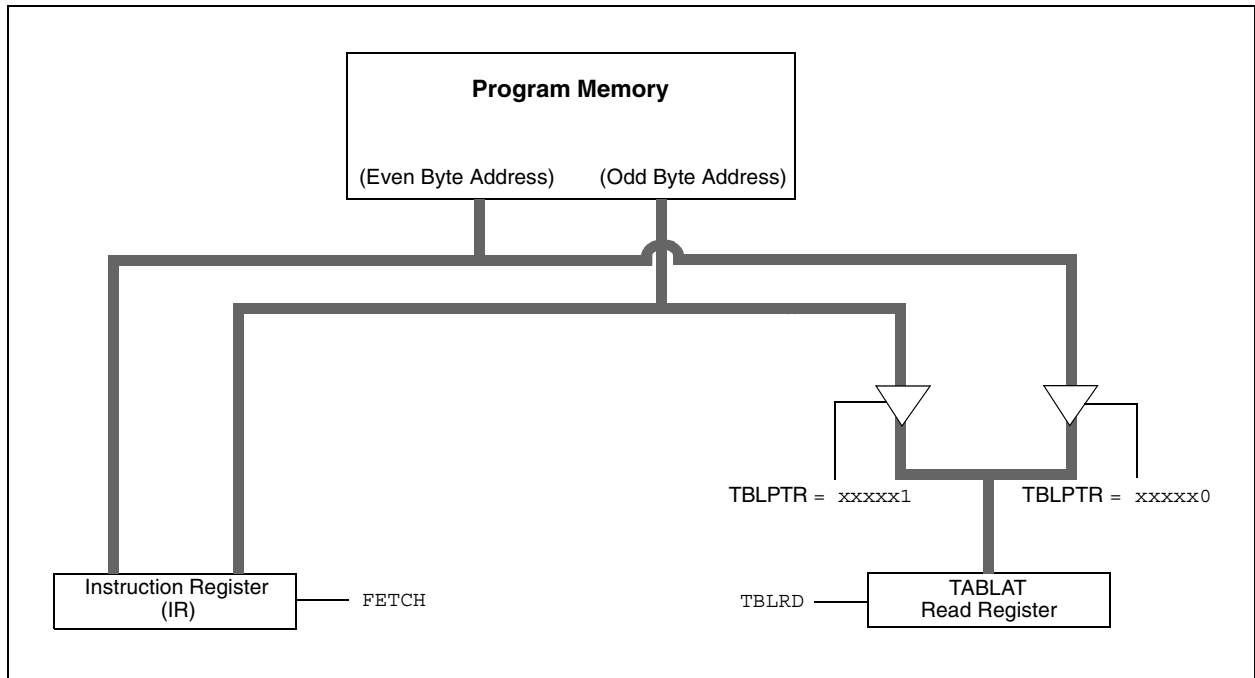 Program Memory
(Even Byte Address) (Odd Byte Address)
TBLPTR = xxxxx1 TBLPTR = xxxxx0
Instruction Register
(IR)
FETCH
TBLRD
TABLAT
Read Register